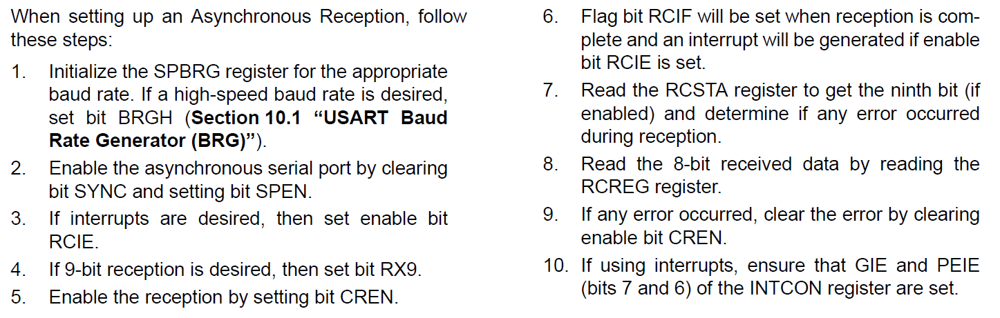 When setting up an Asynchronous Reception, follow
these steps:
1. Initialize the SPBRG register for the appropriate
baud rate. If a high-speed baud rate is desired,
set bit BRGH (Section 10.1 “USART Baud
Rate Generator (BRG)”).
2. Enable the asynchronous serial port by clearing
bit SYNC and setting bit SPEN.
3. If interrupts are desired, then set enable bit
RCIE.
4. If 9-bit reception is desired, then set bit RX9.
5. Enable the reception by setting bit CREN.
6. Flag bit RCIF will be set when reception is com-
plete and an interrupt will be generated if enable
bit RCIE is set.
7. Read the RCSTA register to get the ninth bit (if
enabled) and determine if any error occurred
during reception.
8. Read the 8-bit received data by reading the
RCREG register.
9. If any error occurred, clear the error by clearing
enable bit CREN.
10. If using interrupts, ensure that GIE and PEIE
(bits 7 and 6) of the INTCON register are set.